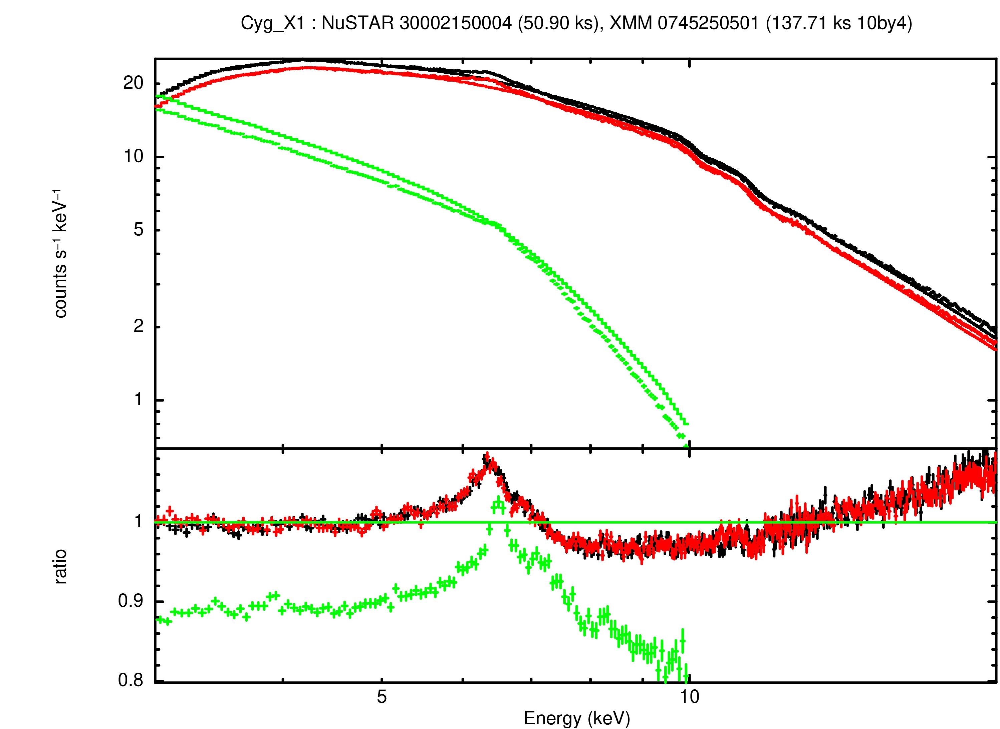 Cyg_X1 : NuSTAR 30002150004 (50.90 ks), XMM 0745250501 (137.71 ks 10by4)
20
10
5
2
1
counts s⁻¹ keV⁻¹
1
0.9
0.8
ratio
5 10
Energy (keV)